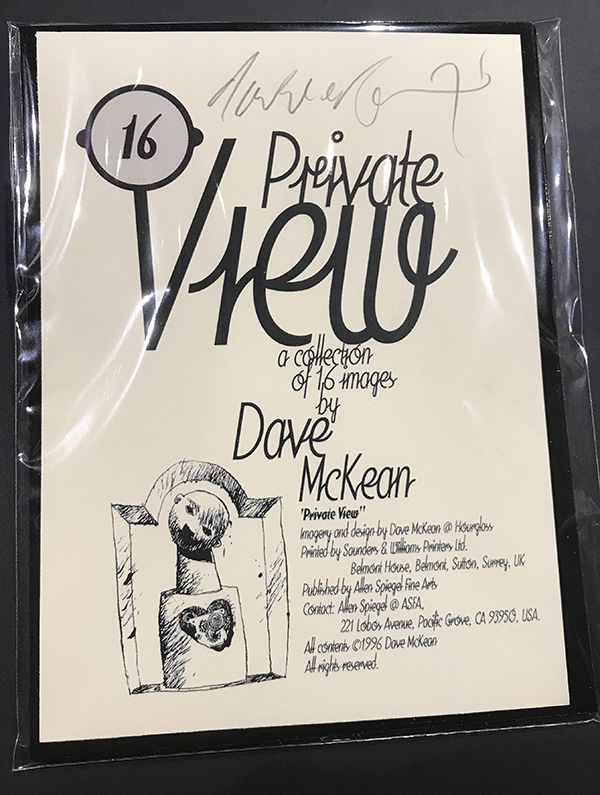 16
Private
View
a collection
of 16 images
by
Dave
McKean
'Private View"
Imagery and design by Dave McKean @ Hourglass
Printed by Saunders & Williams Printers Ltd.
Belmont House, Belmont, Sutton, Surrey. UK
Published by Allen Spiegel Fine Arts
Contact: Allen Spiegel @ ASFA,
221 Lobos Avenue, Pacific Grove, CA 93950, USA.
All contents ©1996 Dave McKean
All rights reserved.